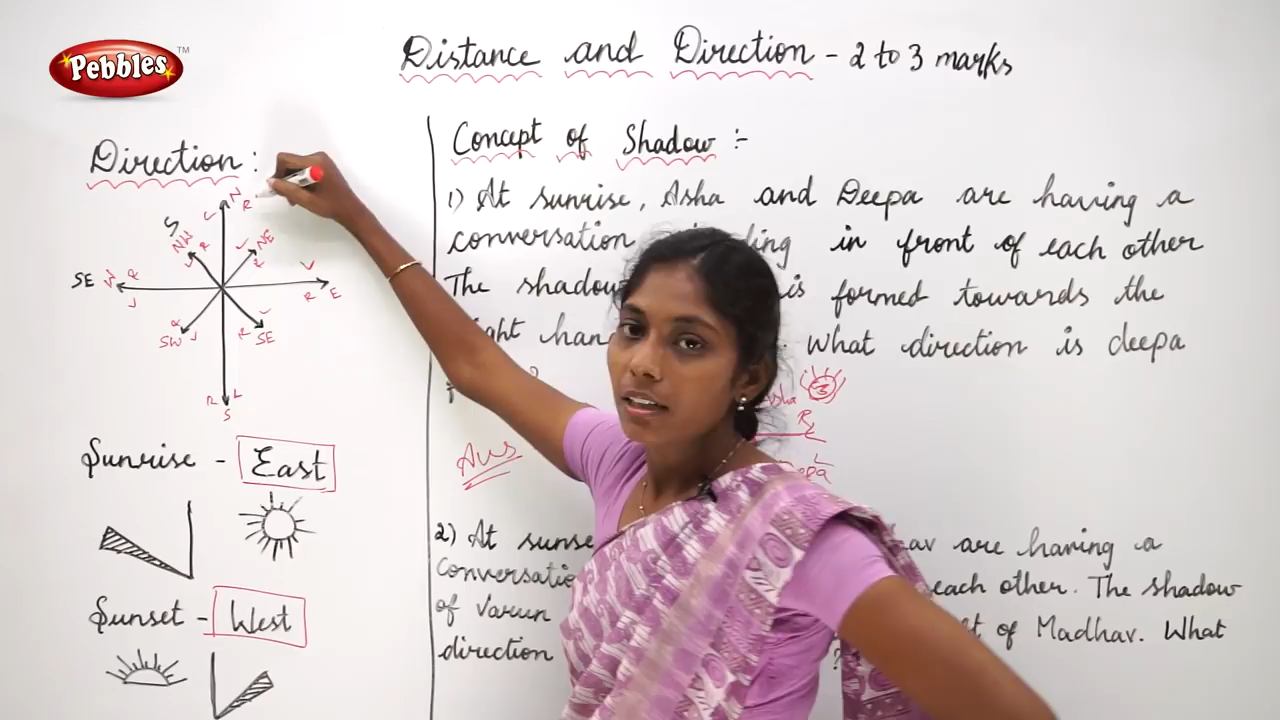 Pebbles
TM
Distance and Direction - 2 to 3 marks
Direction :
N
R
L
S
NW
R
L
NE
R
SE
W
R
L
R
E
SW
R
L
R
L
SE
R
L
S
Sunrise - East
Sunset - West
Concept of Shadow :-
1) At sunrise, Asha and Deepa are having a
conversation in front of each other
The shadow is formed towards the
hand What direction is deepa
Asha
R
L
Ans
2) At sunse av are having a
conversatio each other. The shadow
of Varun of Madhav. What
direction ?